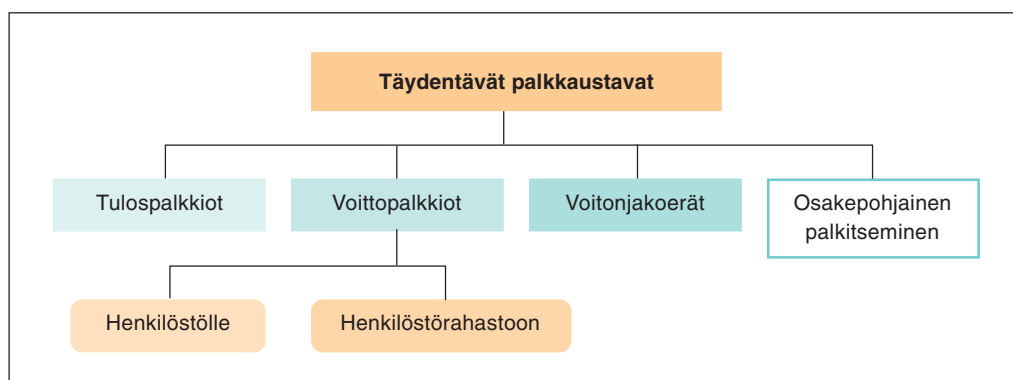 Täydentävät palkkaustavat
Tulospalkkiot
Voittopalkkiot
Voitonjakoerät
Osakepohjainen
palkitseminen
Henkilöstölle
Henkilöstörahastoon